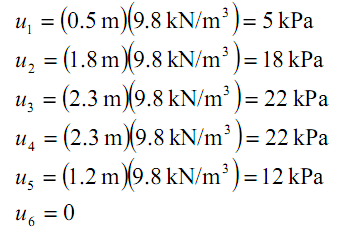 u₁ = (0.5 m)(9.8 kN/m³) = 5 kPa
u₂ = (1.8 m)(9.8 kN/m³) = 18 kPa
u₃ = (2.3 m)(9.8 kN/m³) = 22 kPa
u₄ = (2.3 m)(9.8 kN/m³) = 22 kPa
u₅ = (1.2 m)(9.8 kN/m³) = 12 kPa
u₆ = 0